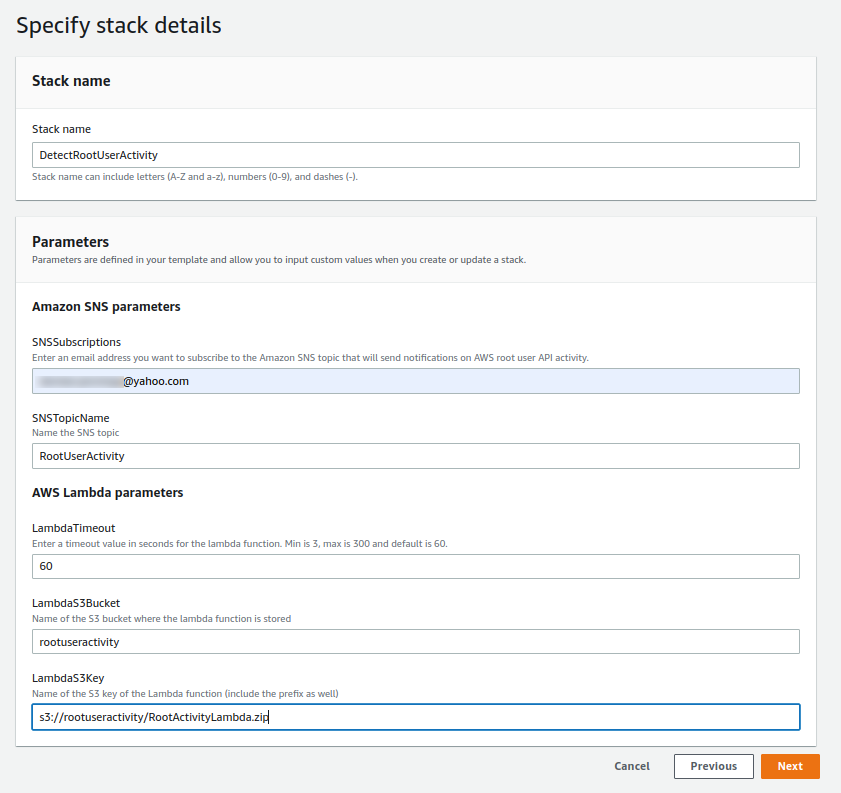 Specify stack details
Stack name
Stack name
DetectRootUserActivity
Stack name can include letters (A-Z and a-z), numbers (0-9), and dashes (-).
Parameters
Parameters are defined in your template and allow you to input custom values when you create or update a stack.
Amazon SNS parameters
SNSSubscriptions
Enter an email address you want to subscribe to the Amazon SNS topic that will send notifications on AWS root user API activity.
@yahoo.com
SNSTopicName
Name the SNS topic
RootUserActivity
AWS Lambda parameters
LambdaTimeout
Enter a timeout value in seconds for the lambda function. Min is 3, max is 300 and default is 60.
60
LambdaS3Bucket
Name of the S3 bucket where the lambda function is stored
rootuseractivity
LambdaS3Key
Name of the S3 key of the Lambda function (include the prefix as well)
s3://rootuseractivity/RootActivityLambda.zip
Cancel Previous Next